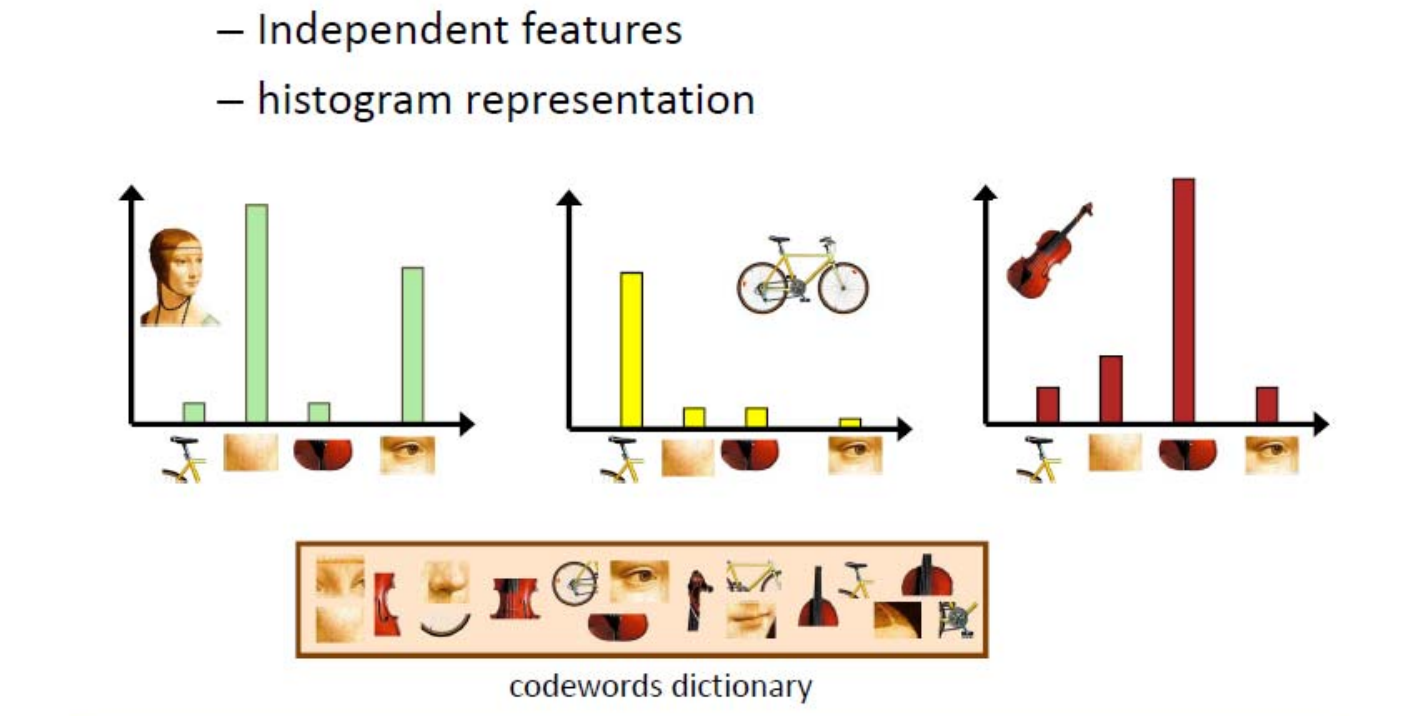 – Independent features
– histogram representation
codewords dictionary